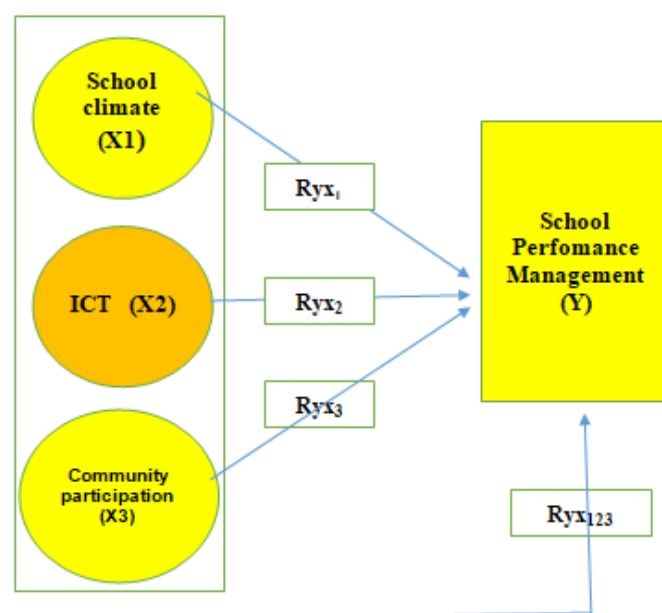 School
climate
(X1)
Ryx₁
School
Perfomance
Management
(Y)
ICT (X2)
Ryx₂
Ryx₃
Community
participation
(X3)
Ryx₁₂₃